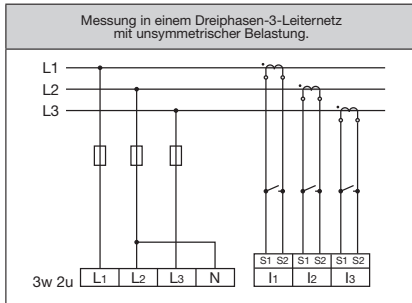 Messung in einem Dreiphasen-3-Leiternetz
mit unsymmetrischer Belastung.
L1
L2
L3
S1 S2 S1 S2 S1 S2
3w 2u L1 L2 L3 N I1 I2 I3